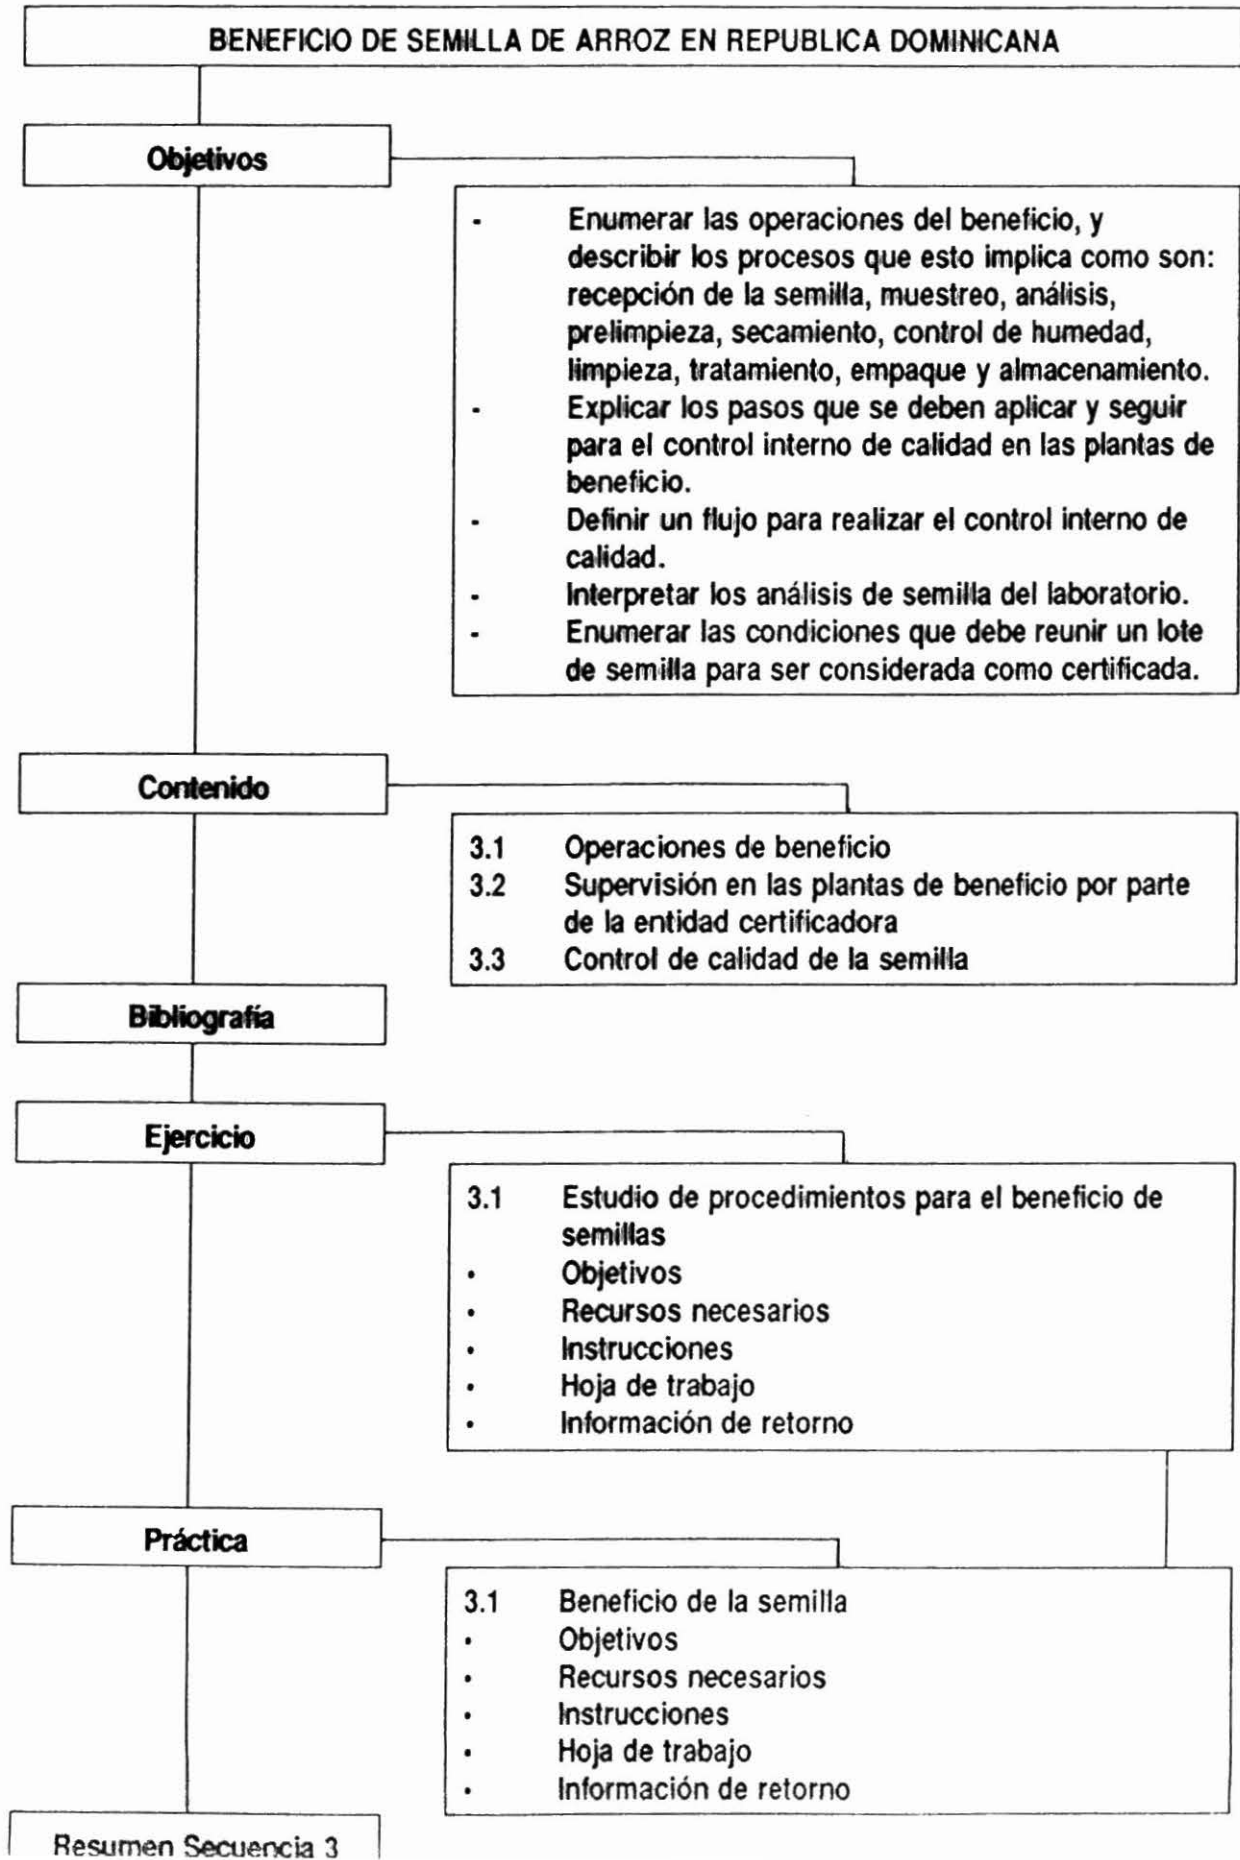 BENEFICIO DE SEMILLA DE ARROZ EN REPUBLICA DOMINICANA
Objetivos
- Enumerar las operaciones del beneficio, y
describir los procesos que esto implica como son:
recepción de la semilla, muestreo, análisis,
prelimpieza, secamiento, control de humedad,
limpieza, tratamiento, empaque y almacenamiento.
- Explicar los pasos que se deben aplicar y seguir
para el control interno de calidad en las plantas de
beneficio.
- Definir un flujo para realizar el control interno de
calidad.
- Interpretar los análisis de semilla del laboratorio.
- Enumerar las condiciones que debe reunir un lote
de semilla para ser considerada como certificada.
Contenido
3.1 Operaciones de beneficio
3.2 Supervisión en las plantas de beneficio por parte
de la entidad certificadora
3.3 Control de calidad de la semilla
Bibliografía
Ejercicio
3.1 Estudio de procedimientos para el beneficio de
semillas
• Objetivos
• Recursos necesarios
• Instrucciones
• Hoja de trabajo
• Información de retorno
Práctica
3.1 Beneficio de la semilla
• Objetivos
• Recursos necesarios
• Instrucciones
• Hoja de trabajo
• Información de retorno
Resumen Secuencia 3